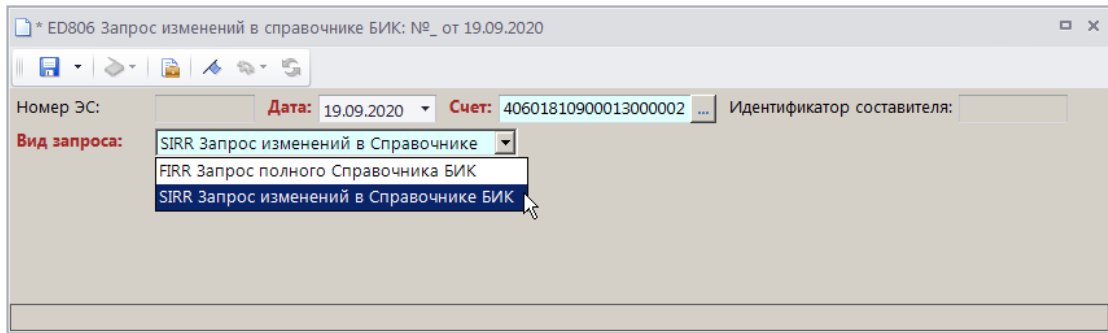 * ED806 Запрос изменений в справочнике БИК: №_ от 19.09.2020
Номер ЭС: Дата: 19.09.2020 Счет: 40601810900013000002 ... Идентификатор составителя:
Вид запроса: SIRR Запрос изменений в Справочнике
FIRR Запрос полного Справочника БИК
SIRR Запрос изменений в Справочнике БИК